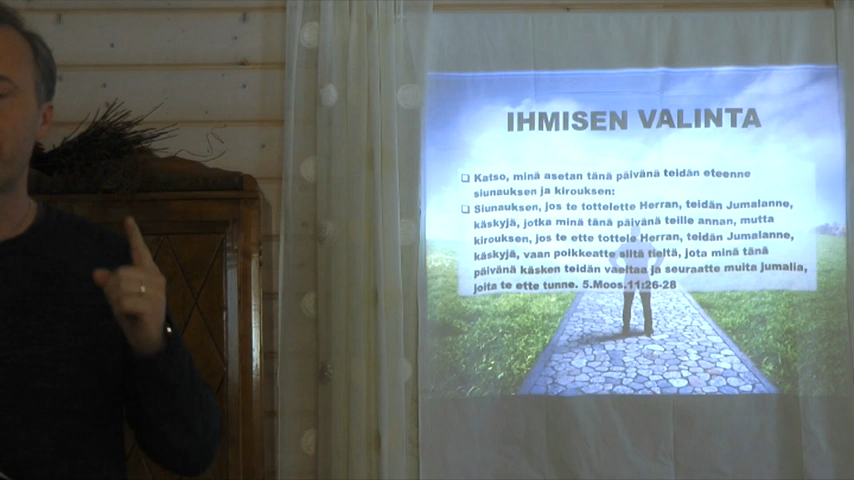 IHMISEN VALINTA
❑ Katso, minä asetan tänä päivänä teidän eteenne
siunauksen ja kirouksen:
❑ Siunauksen, jos te tottelette Herran, teidän Jumalanne,
käskyjä, jotka minä tänä päivänä teille annan, mutta
kirouksen, jos te ette tottele Herran, teidän Jumalanne,
käskyjä, vaan poikkeatte siltä tieltä, jota minä tänä
päivänä käsken teidän vaeltaa ja seuraatte muita jumalia,
joita te ette tunne. 5.Moos.11:26-28